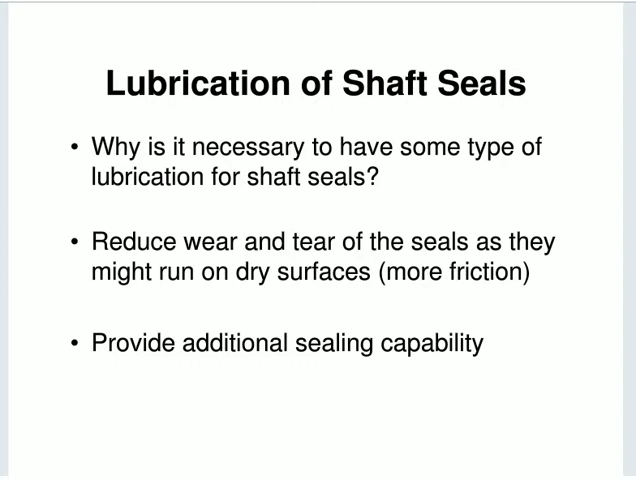 Lubrication of Shaft Seals
• Why is it necessary to have some type of
lubrication for shaft seals?
• Reduce wear and tear of the seals as they
might run on dry surfaces (more friction)
• Provide additional sealing capability